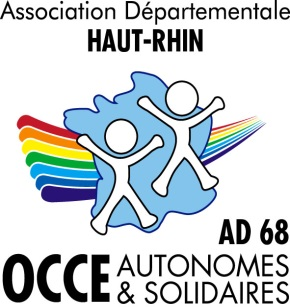 Association Départementale
HAUT-RHIN
AD 68
OCCE AUTONOMES
& SOLIDAIRES